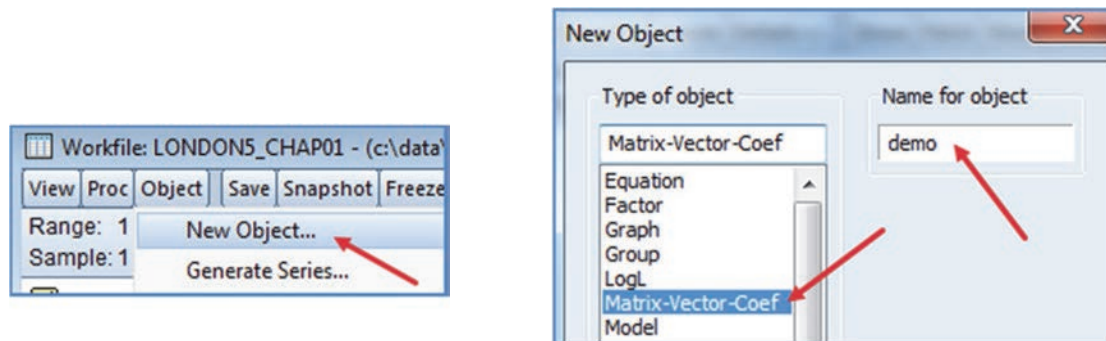 Workfile: LONDON5_CHAP01 - (c:\data\
View Proc Object Save Snapshot Freeze
Range: 1
Sample: 1
New Object...
Generate Series...
New Object
Type of object
Matrix-Vector-Coef
Equation
Factor
Graph
Group
LogL
Matrix-Vector-Coef
Model
Name for object
demo